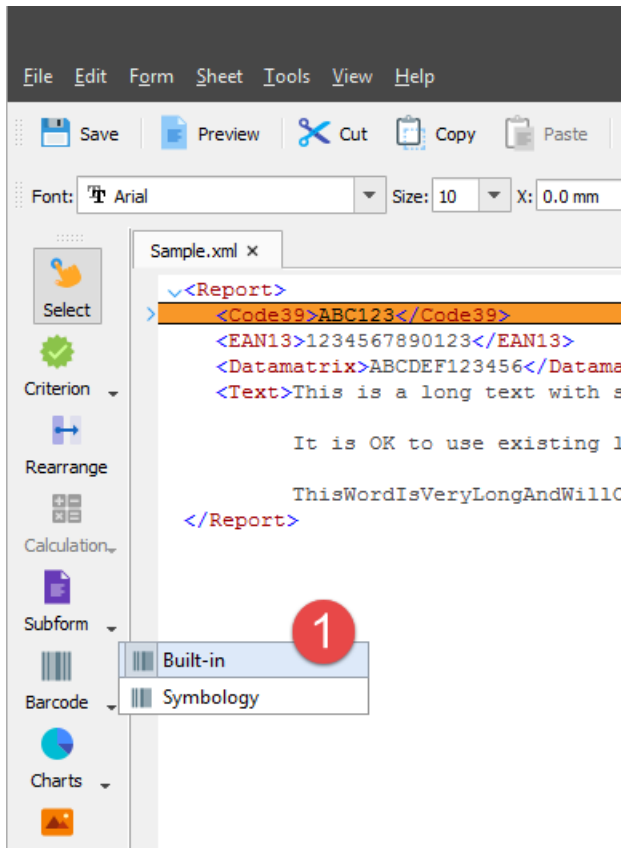 File Edit Form Sheet Tools View Help
Save Preview Cut Copy Paste
Font: Arial Size: 10 X: 0.0 mm
Sample.xml ×
Select
Criterion
Rearrange
Calculation
Subform
Barcode
Charts
<Report>
<Code39>ABC123</Code39>
<EAN13>1234567890123</EAN13>
<Datamatrix>ABCDEF123456</Datama
<Text>This is a long text with s
It is OK to use existing l
ThisWordIsVeryLongAndWillO
</Report>
1
Built-in
Symbology